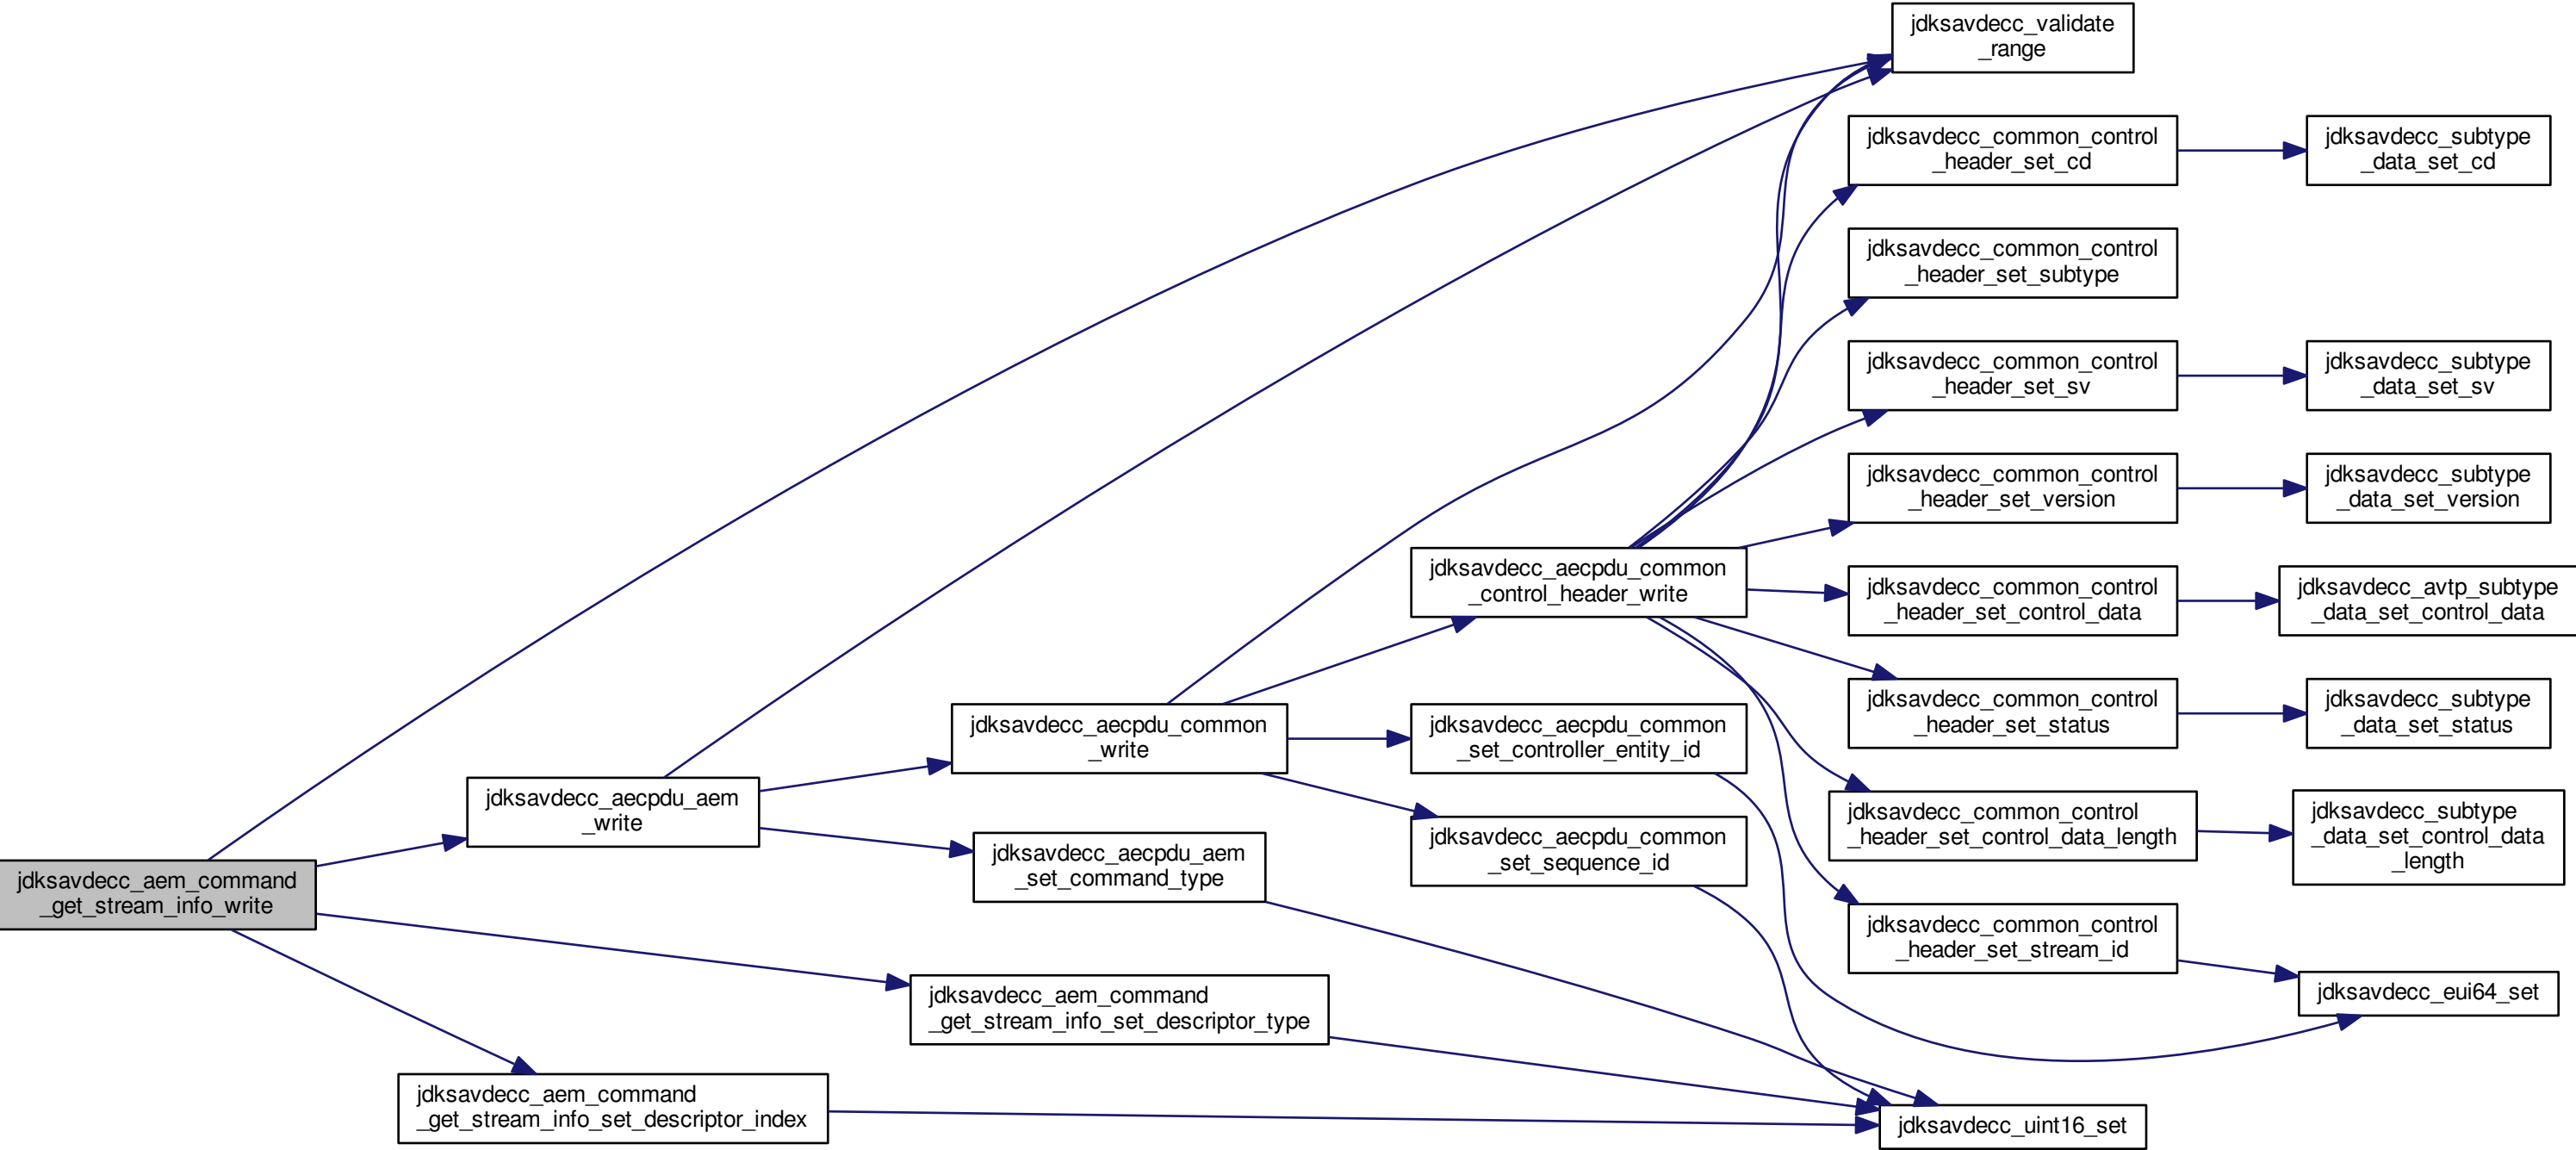 jdksavdecc_validate
_range
jdksavdecc_common_control
_header_set_cd
jdksavdecc_subtype
_data_set_cd
jdksavdecc_common_control
_header_set_subtype
jdksavdecc_common_control
_header_set_sv
jdksavdecc_subtype
_data_set_sv
jdksavdecc_common_control
_header_set_version
jdksavdecc_subtype
_data_set_version
jdksavdecc_aecpdu_common
_control_header_write
jdksavdecc_common_control
_header_set_control_data
jdksavdecc_avtp_subtype
_data_set_control_data
jdksavdecc_common_control
_header_set_status
jdksavdecc_subtype
_data_set_status
jdksavdecc_aecpdu_common
_write
jdksavdecc_aecpdu_common
_set_controller_entity_id
jdksavdecc_aecpdu_aem
_write
jdksavdecc_common_control
_header_set_control_data_length
jdksavdecc_subtype
_data_set_control_data
_length
jdksavdecc_aecpdu_aem
_set_command_type
jdksavdecc_aecpdu_common
_set_sequence_id
jdksavdecc_aem_command
_get_stream_info_write
jdksavdecc_common_control
_header_set_stream_id
jdksavdecc_eui64_set
jdksavdecc_aem_command
_get_stream_info_set_descriptor_type
jdksavdecc_aem_command
_get_stream_info_set_descriptor_index
jdksavdecc_uint16_set